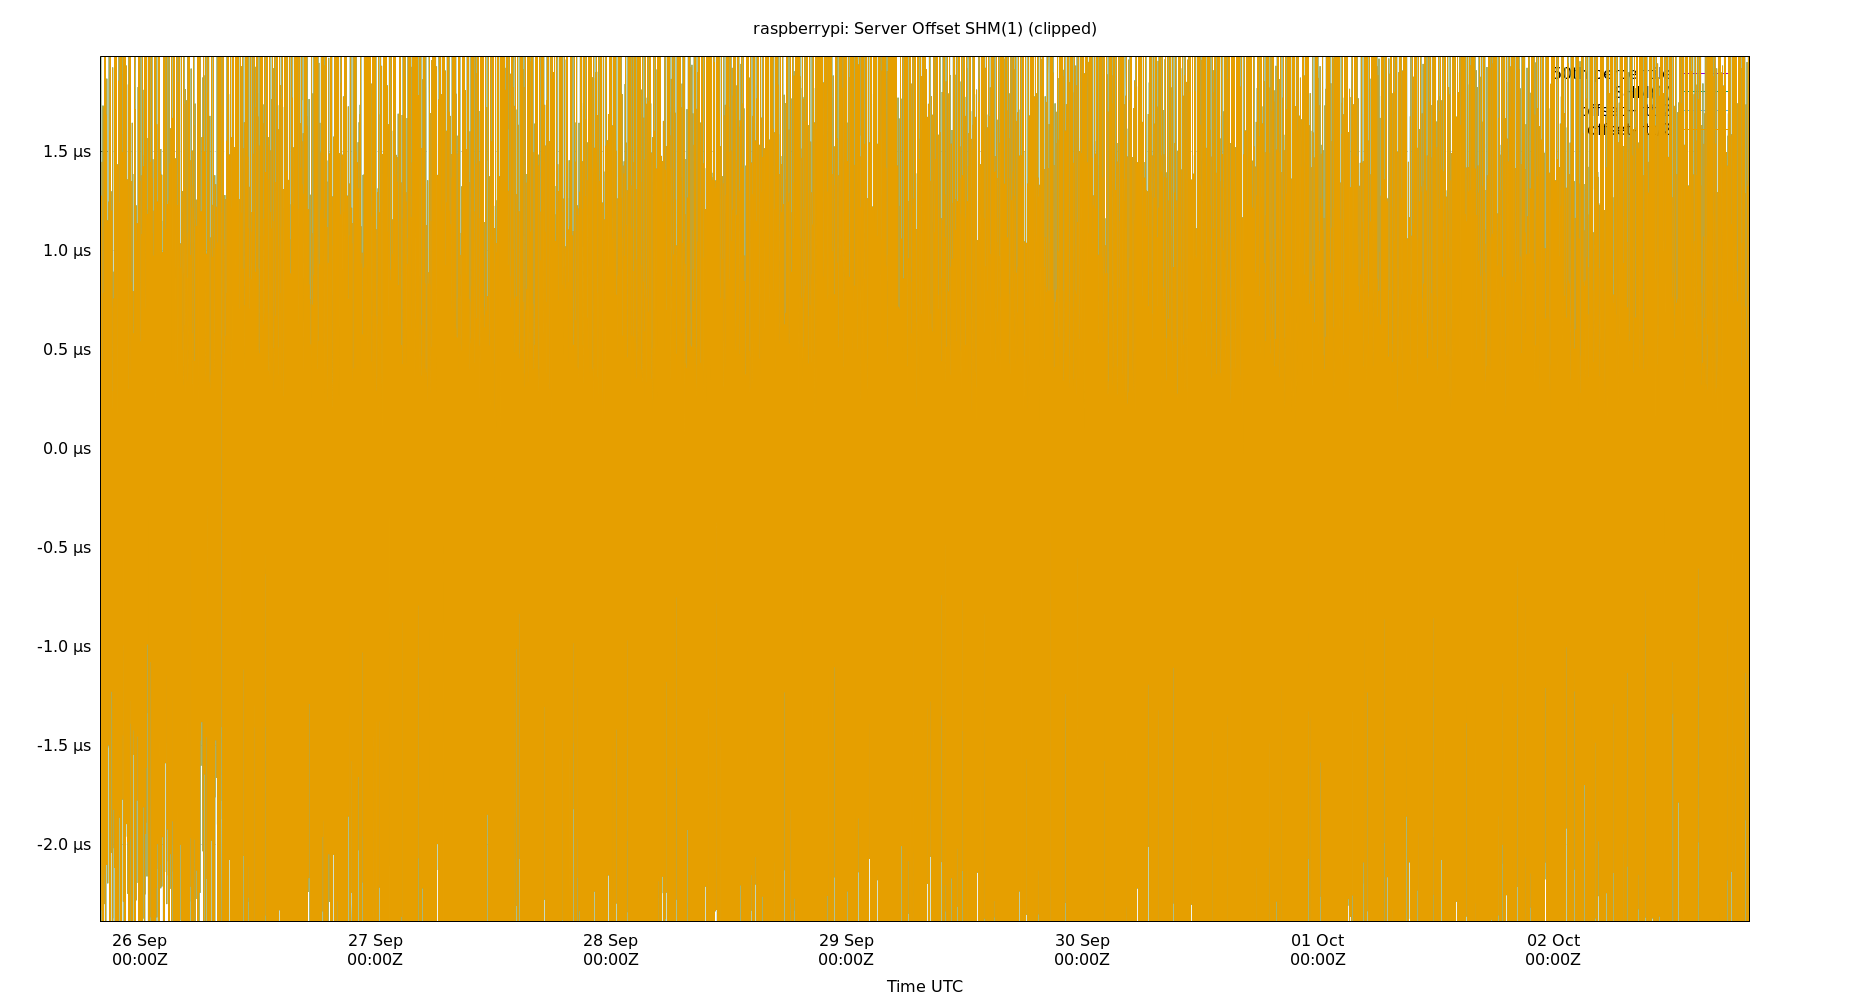 raspberrypi: Server Offset SHM(1) (clipped)
1.5 µs
1.0 µs
0.5 µs
0.0 µs
-0.5 µs
-1.0 µs
-1.5 µs
-2.0 µs
26 Sep 27 Sep 28 Sep 29 Sep 30 Sep 01 Oct 02 Oct
00:00Z 00:00Z 00:00Z 00:00Z 00:00Z 00:00Z 00:00Z
Time UTC